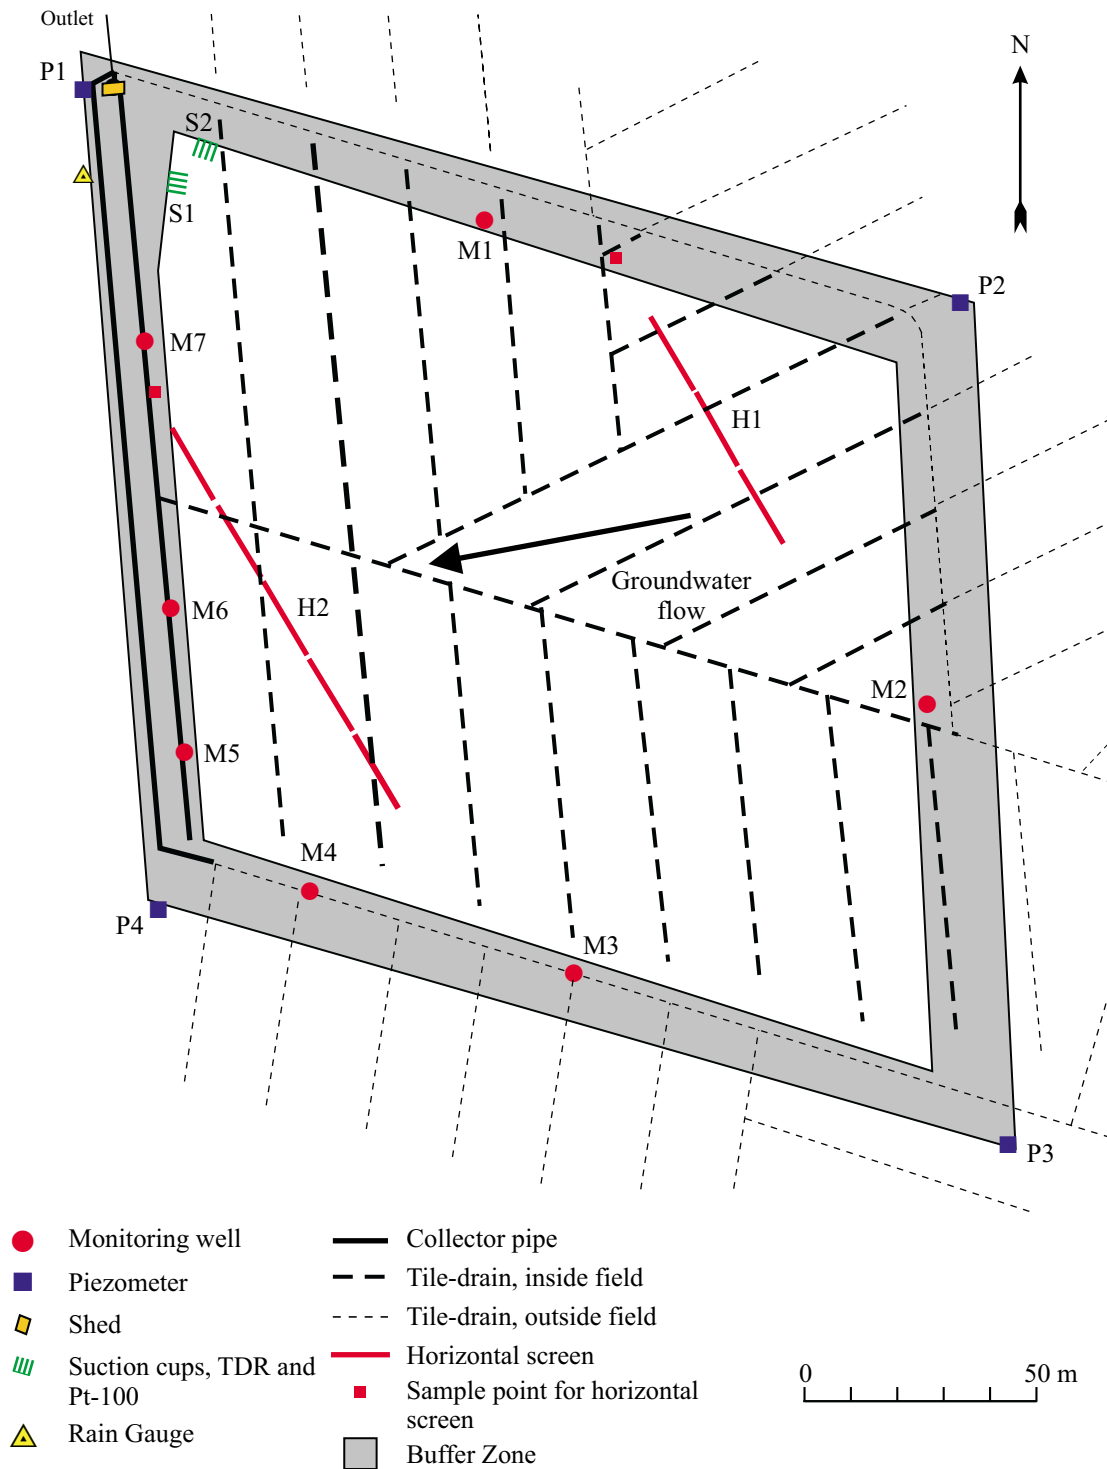 Outlet
N
P1
S2
S1
M1
P2
M7
H1
Groundwater
flow
H2
M6
M2
M5
M4
M3
P4
P3
Monitoring well
Piezometer
Shed
Suction cups, TDR and
Pt-100
Rain Gauge
Collector pipe
Tile-drain, inside field
Tile-drain, outside field
Horizontal screen
Sample point for horizontal
screen
Buffer Zone
0 50 m